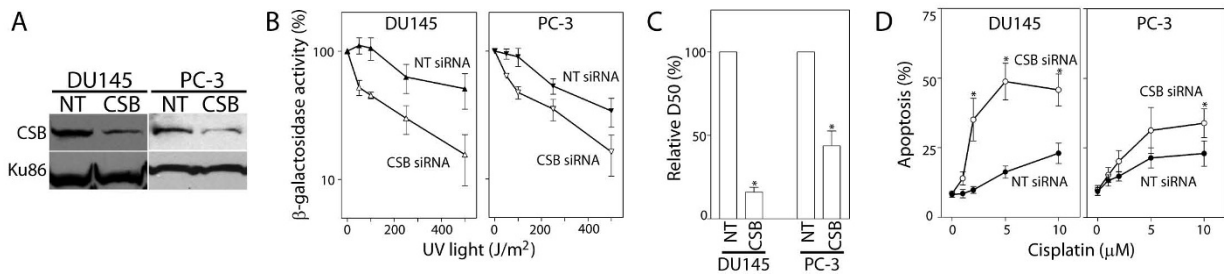 A
DU145 PC-3
NT CSB NT CSB
CSB
Ku86
B
DU145 PC-3
β-galactosidase activity (%)
100
10
NT siRNA
CSB siRNA
NT siRNA
CSB siRNA
0 200 400 0 200 400
UV light (J/m2)
C
Relative D50 (%)
100
50
0
NT CSB NT CSB
DU145 PC-3
D
DU145 PC-3
Apoptosis (%)
75
50
25
0
CSB siRNA
*
*
*
NT siRNA
CSB siRNA
*
NT siRNA
0 5 10 0 5 10
Cisplatin (μM)
*
*